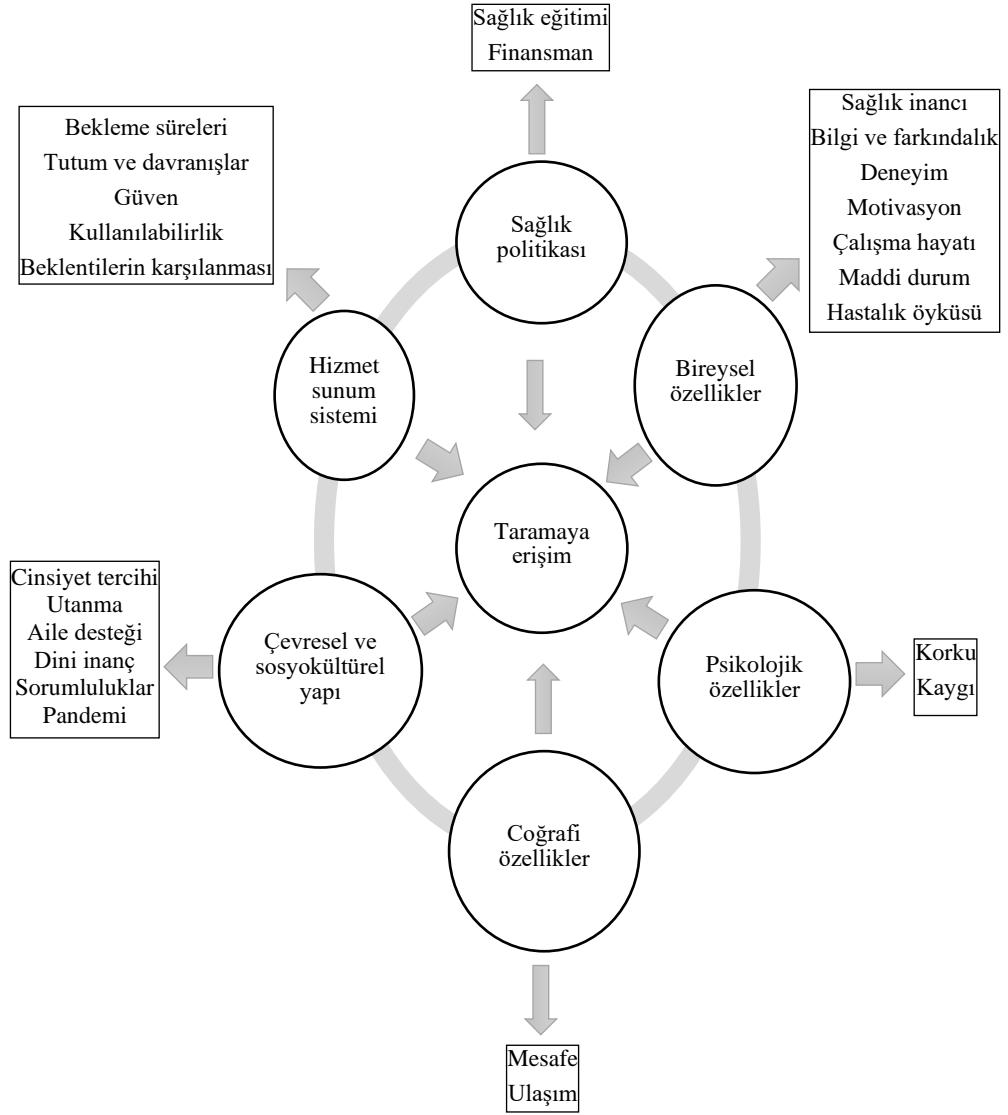 Sağlık eğitimi
Finansman
Bekleme süreleri
Tutum ve davranışlar
Güven
Kullanılabilirlik
Beklentilerin karşılanması
Sağlık inancı
Bilgi ve farkındalık
Deneyim
Motivasyon
Çalışma hayatı
Maddi durum
Hastalık öyküsü
Sağlık
politikası
Hizmet
sunum
sistemi
Bireysel
özellikler
Taramaya
erişim
Cinsiyet tercihi
Utanma
Aile desteği
Dini inanç
Sorumluluklar
Pandemi
Çevresel ve
sosyokültürel
yapı
Psikolojik
özellikler
Korku
Kaygı
Coğrafi
özellikler
Mesafe
Ulaşım